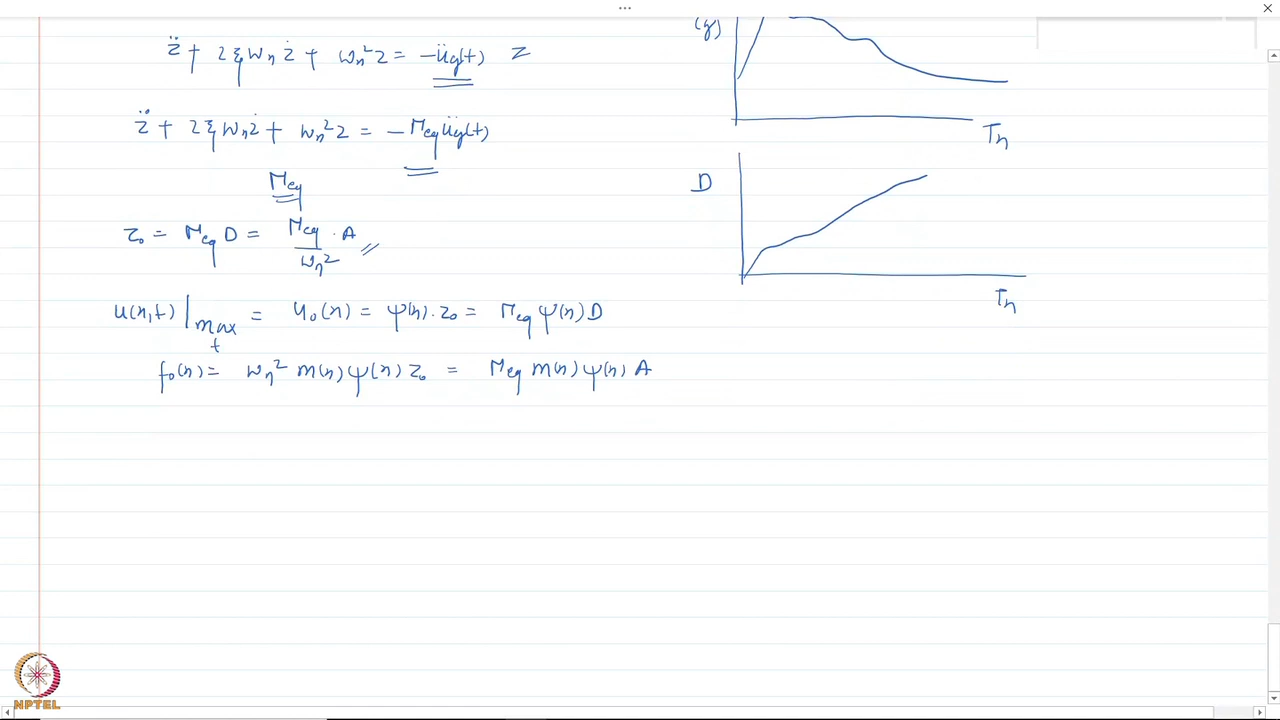 z̈ + 2ξωₙż + ωₙ²z = −üg(t) z
z̈ + 2ξωₙż + ωₙ²z = −Γeq üg(t)
Γeq
z₀ = Γeq D = Γeq/ωₙ² · A
u(x,t)|max t = u₀(x) = ψ(x)·z₀ = Γeq ψ(x) D
f₀(x) = ωₙ² m(x) ψ(x) z₀ = Γeq m(x) ψ(x) A
(g)
Tn
D
Tn
NPTEL